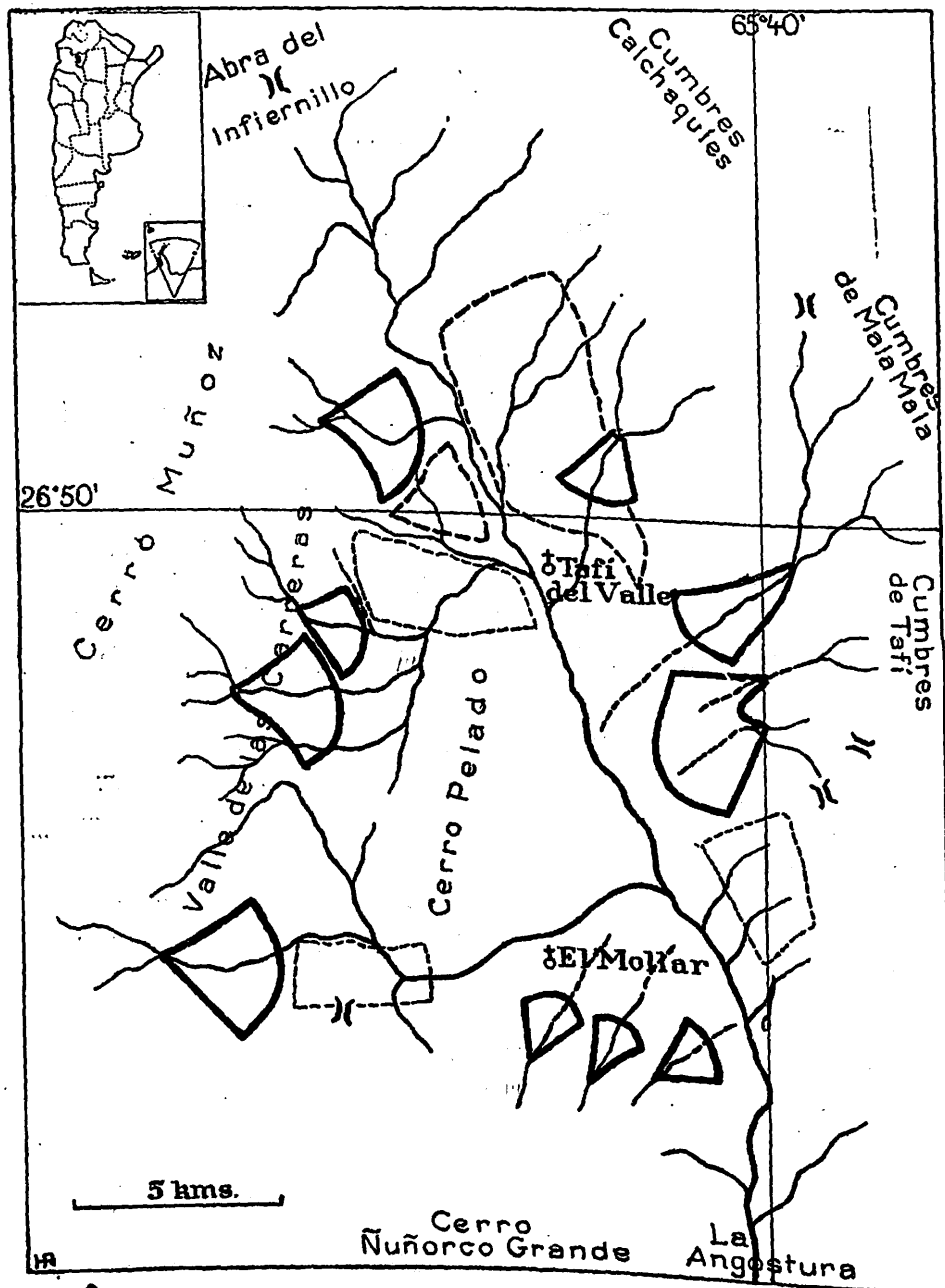 65°40'
Abra del
Infiernillo
Cumbres
Calchaquíes
Cumbres
de Mala Mala
Cerro Muñoz
26°50'
Tafí
del Valle
Cumbres
de Tafí
Valle de las Carreras
Cerro Pelado
El Mollar
5 kms.
Cerro
Ñuñorco Grande
La
Angostura
HA